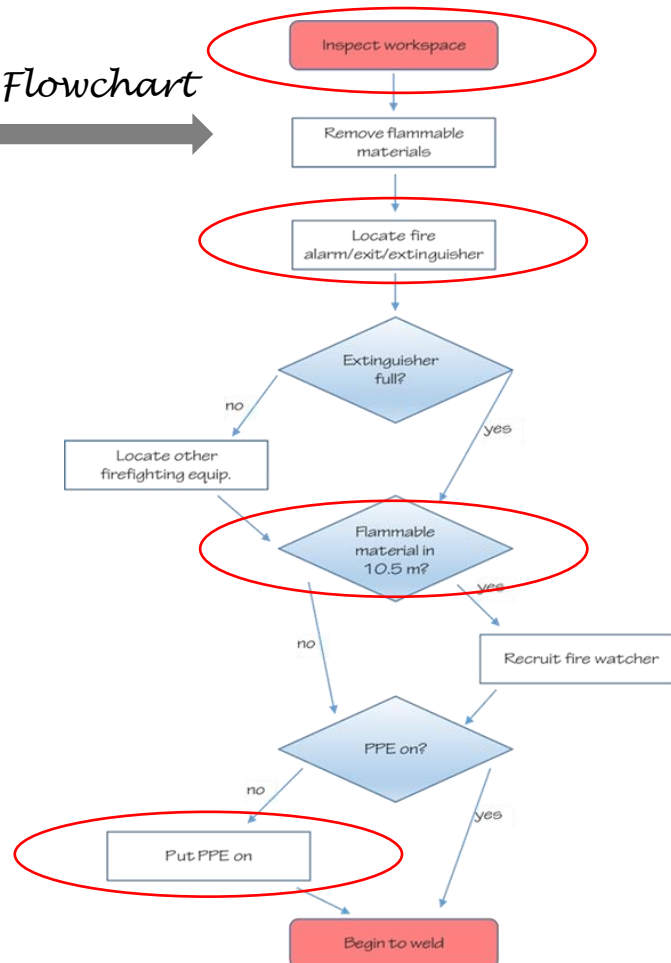 Inspect workspace
Flowchart
Remove flammable
materials
Locate fire
alarm/exit/extinguisher
Extinguisher
full?
no
yes
Locate other
firefighting equip.
Flammable
material in
10.5 m?
yes
no
Recruit fire watcher
PPE on?
no
yes
Put PPE on
Begin to weld